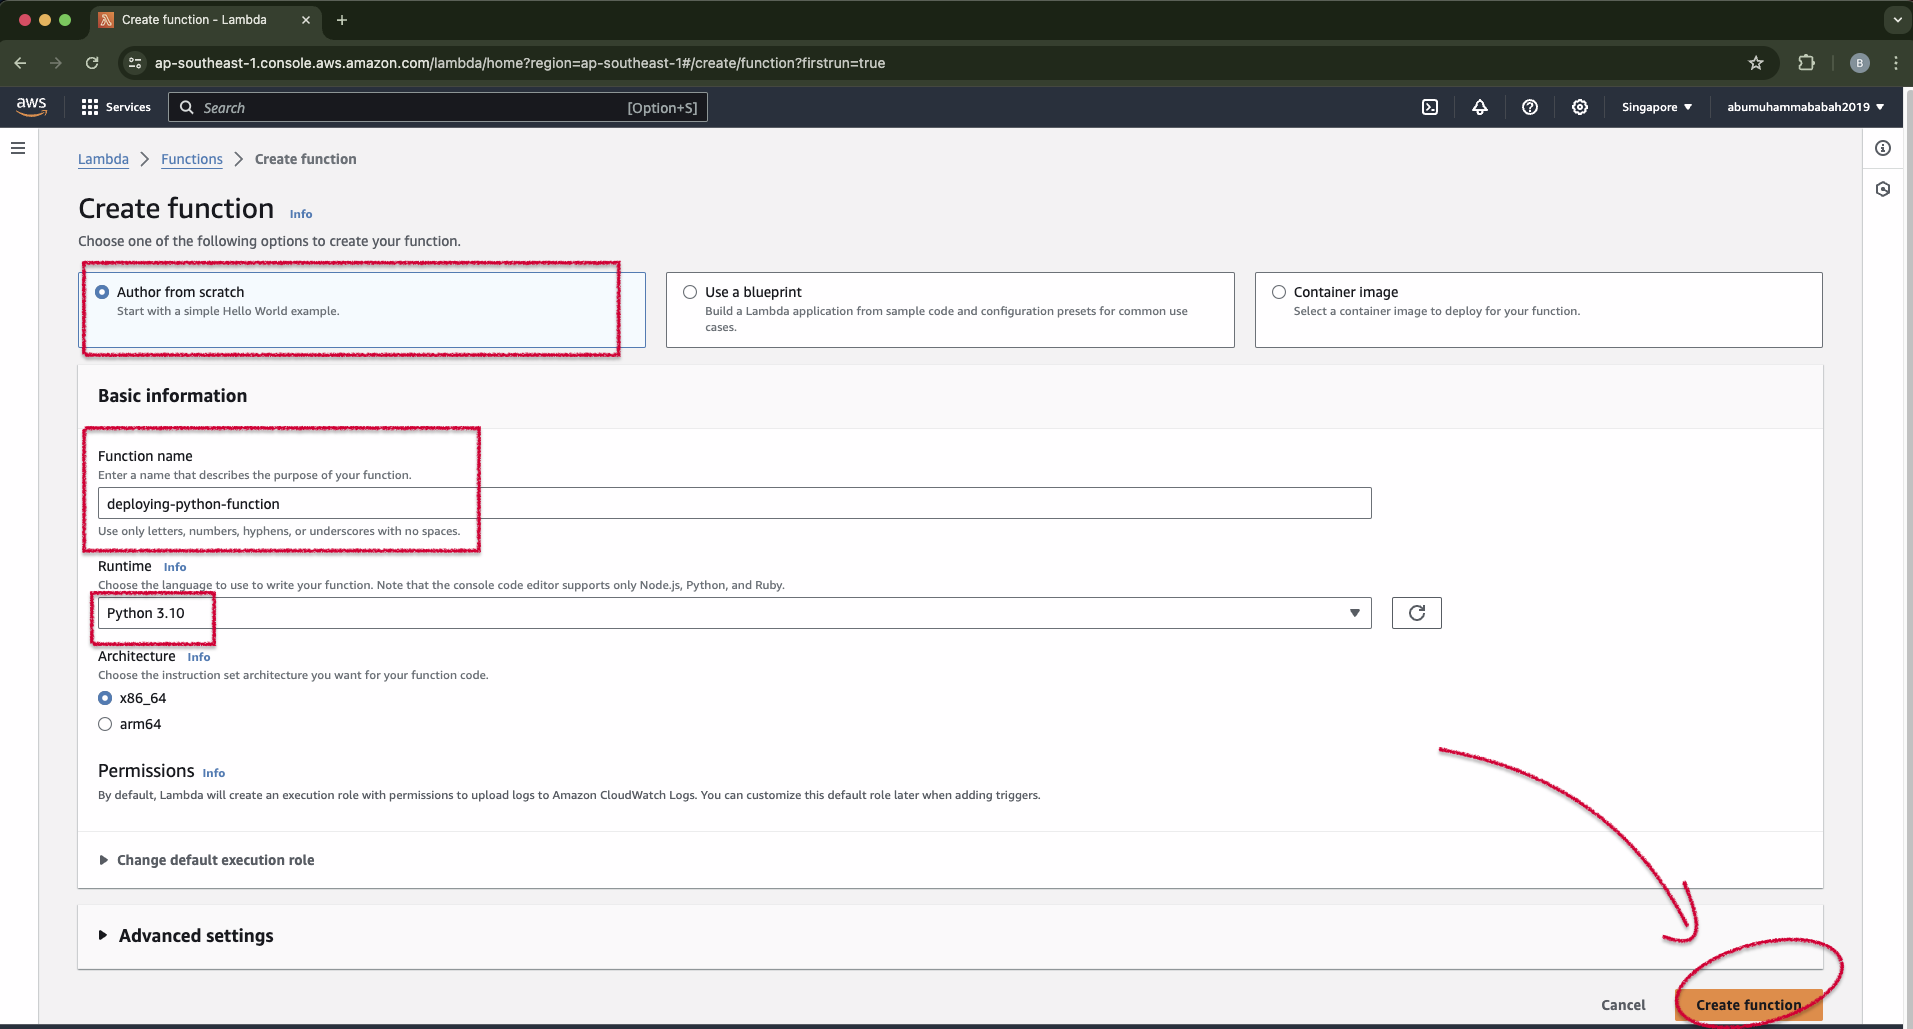 Create function - Lambda
ap-southeast-1.console.aws.amazon.com/lambda/home?region=ap-southeast-1#/create/function?firstrun=true
B
aws
Services
Search
[Option+S]
Singapore
abumuhammababah2019
Lambda
Functions
Create function
Create function
Info
Choose one of the following options to create your function.
Author from scratch
Start with a simple Hello World example.
Use a blueprint
Build a Lambda application from sample code and configuration presets for common use
cases.
Container image
Select a container image to deploy for your function.
Basic information
Function name
Enter a name that describes the purpose of your function.
deploying-python-function
Use only letters, numbers, hyphens, or underscores with no spaces.
Runtime Info
Choose the language to use to write your function. Note that the console code editor supports only Node.js, Python, and Ruby.
Python 3.10
Architecture Info
Choose the instruction set architecture you want for your function code.
x86_64
arm64
Permissions Info
By default, Lambda will create an execution role with permissions to upload logs to Amazon CloudWatch Logs. You can customize this default role later when adding triggers.
Change default execution role
Advanced settings
Cancel
Create function